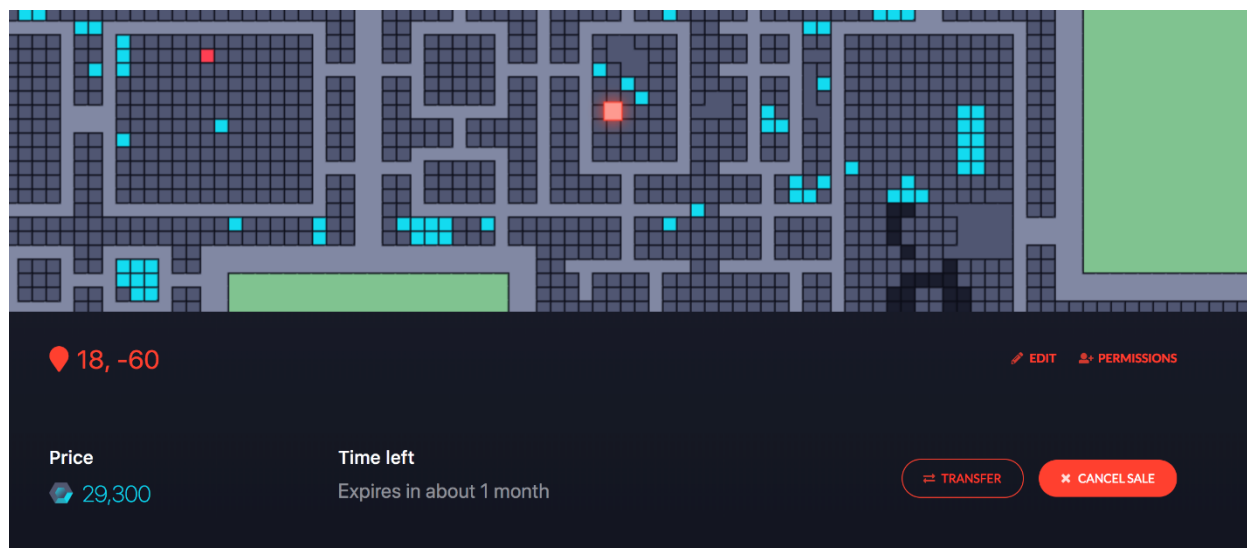 18, -60
EDIT
PERMISSIONS
Price
Time left
29,300
Expires in about 1 month
TRANSFER
CANCEL SALE